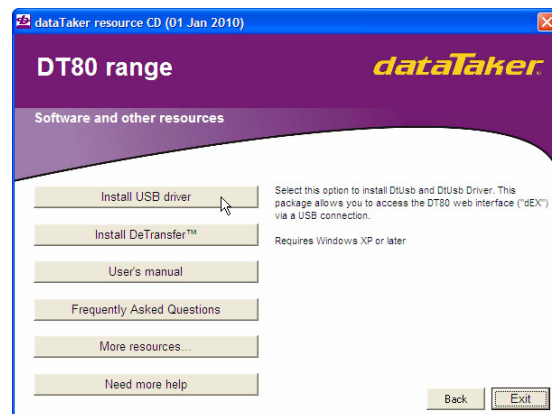 dataTaker resource CD (01 Jan 2010)
DT80 range
dataTaker
Software and other resources
Install USB driver
Select this option to install DtUsb and DtUsb Driver. This
package allows you to access the DT80 web interface ("dEX")
via a USB connection.
Requires Windows XP or later
Install DeTransfer™
User's manual
Frequently Asked Questions
More resources...
Need more help
Back
Exit